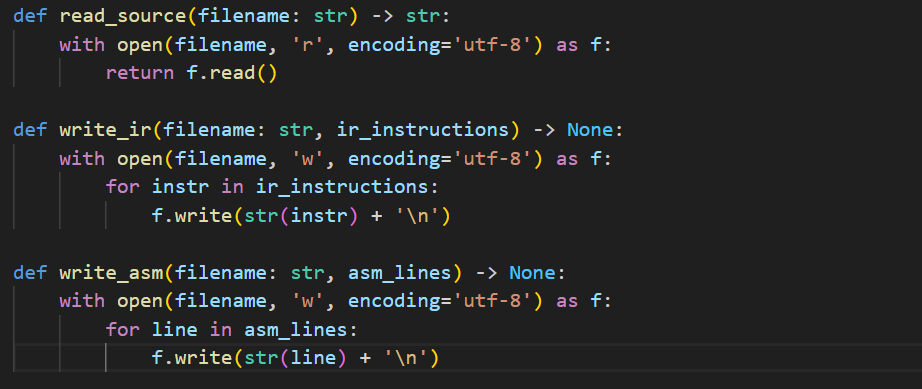 def read_source(filename: str) -> str:
    with open(filename, 'r', encoding='utf-8') as f:
        return f.read()

def write_ir(filename: str, ir_instructions) -> None:
    with open(filename, 'w', encoding='utf-8') as f:
        for instr in ir_instructions:
            f.write(str(instr) + '\n')

def write_asm(filename: str, asm_lines) -> None:
    with open(filename, 'w', encoding='utf-8') as f:
        for line in asm_lines:
            f.write(str(line) + '\n')